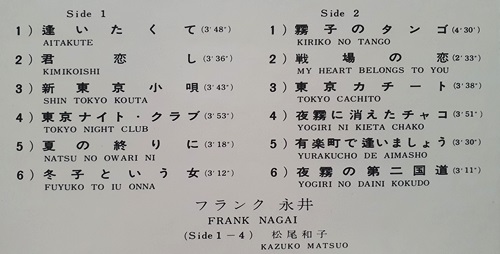 Side 1
1) 逢いたくて (3'48")
AITAKUTE
2) 君恋し (3'36")
KIMIKOISHI
3) 新東京小唄 (3'43")
SHIN TOKYO KOUTA
4) 東京ナイト・クラブ (3'53")
TOKYO NIGHT CLUB
5) 夏の終りに (3'18")
NATSU NO OWARI NI
6) 冬子という女 (3'12")
FUYUKO TO IU ONNA
Side 2
1) 霧子のタンゴ (4'30")
KIRIKO NO TANGO
2) 戦場の恋 (2'33")
MY HEART BELONGS TO YOU
3) 東京カチート (3'38")
TOKYO CACHITO
4) 夜霧に消えたチャコ (3'51")
YOGIRI NI KIETA CHAKO
5) 有楽町で逢いましょう (3'30")
YURAKUCHO DE AIMASHO
6) 夜霧の第二国道 (3'11")
YOGIRI NO DAINI KOKUDO
フランク 永井
FRANK NAGAI
(Side 1－4) 松尾和子
KAZUKO MATSUO